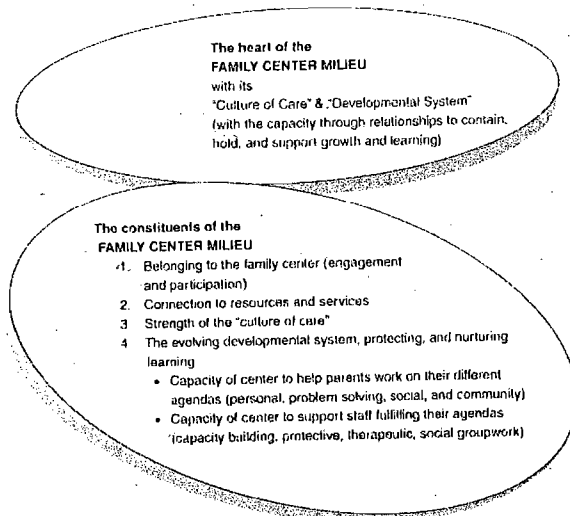 The heart of the
FAMILY CENTER MILIEU
with its
"Culture of Care" & "Developmental System"
(with the capacity through relationships to contain,
hold, and support growth and learning)
The constituents of the
FAMILY CENTER MILIEU
1. Belonging to the family center (engagement
and participation)
2. Connection to resources and services
3 Strength of the "culture of care"
4 The evolving developmental system, protecting, and nurturing
learning
• Capacity of center to help parents work on their different
agendas (personal, problem solving, social, and community)
• Capacity of center to support staff fulfilling their agendas
(capacity building, protective, therapeutic, social groupwork)